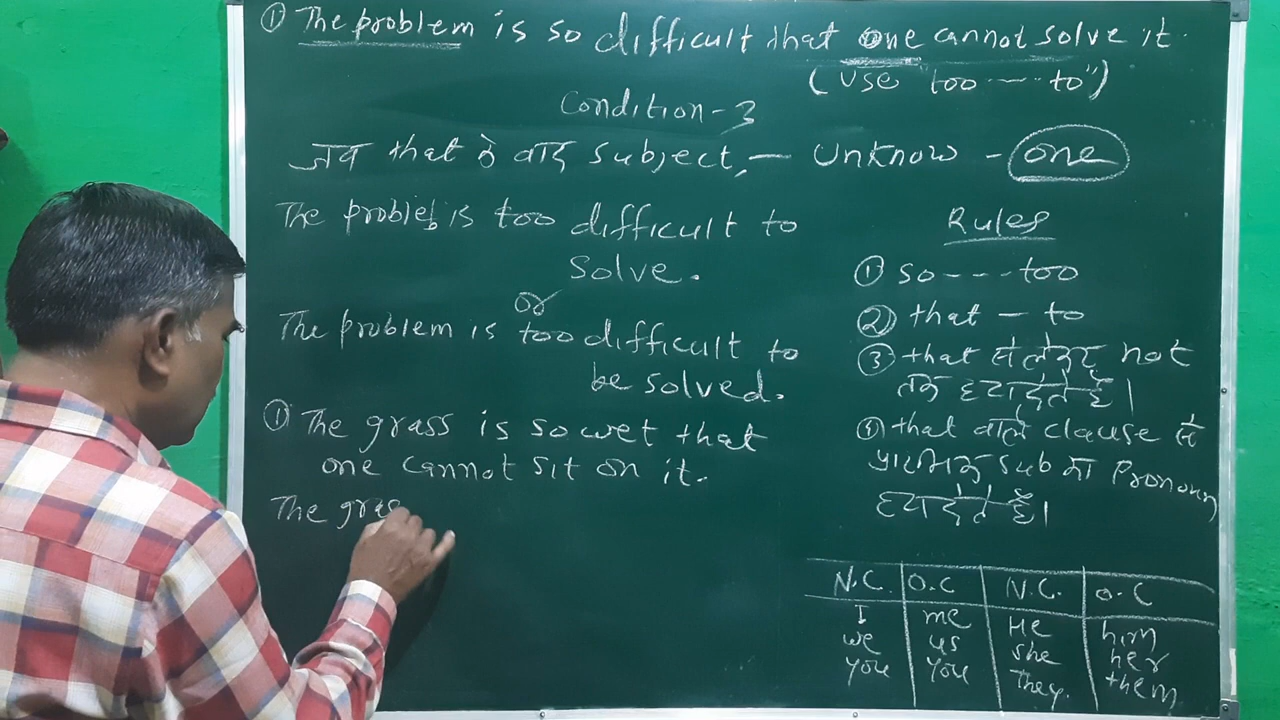 ① The problem is so difficult that one cannot solve it.
(Use "too ---- to")
Condition-3
जब that के बाद subject, — Unknow - one
The problem is too difficult to
solve.
or
The problem is too difficult to
be solved.
① The grass is so wet that
one cannot sit on it.
The gras
Rules
① so --- too
② that — to
③ that से लेकर not
तक हटा देते हैं।
④ that वाले clause से
प्राथमिक sub का Pronoun
हटा देते हैं।
N.C. O.C N.C. O.C
I me He him
we us she her
you you They. them